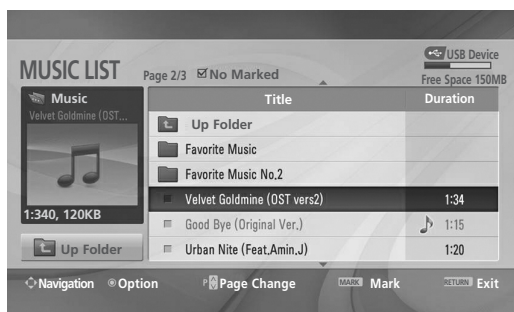 USB Device
MUSIC LIST
Page 2/3
No Marked
Free Space 150MB
Music
Title
Duration
Velvet Goldmine (OST...
Up Folder
Favorite Music
Favorite Music No.2
Velvet Goldmine (OST vers2) 1:34
1:340, 120KB
Good Bye (Original Ver.) 1:15
Up Folder
Urban Nite (Feat.Amin.J) 1:20
Navigation
Option
P Page Change
MARK Mark
RETURN Exit